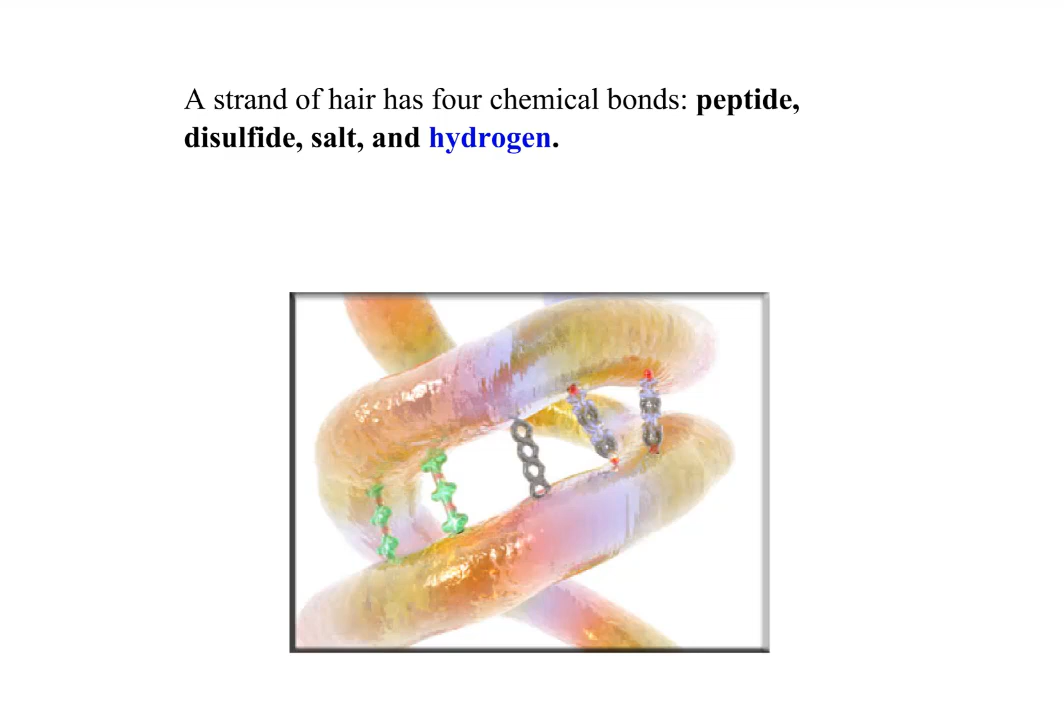 A strand of hair has four chemical bonds: peptide,
disulfide, salt, and hydrogen.